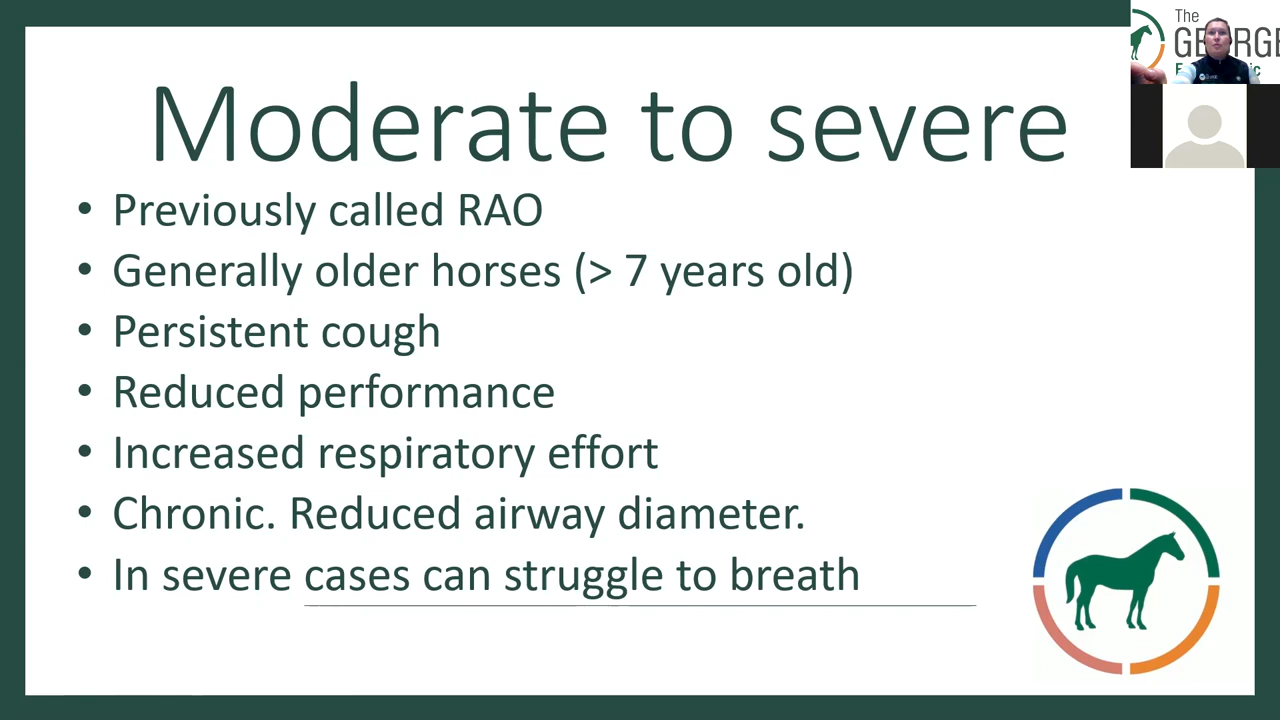 Moderate to severe
• Previously called RAO
• Generally older horses (> 7 years old)
• Persistent cough
• Reduced performance
• Increased respiratory effort
• Chronic. Reduced airway diameter.
• In severe cases can struggle to breath
The